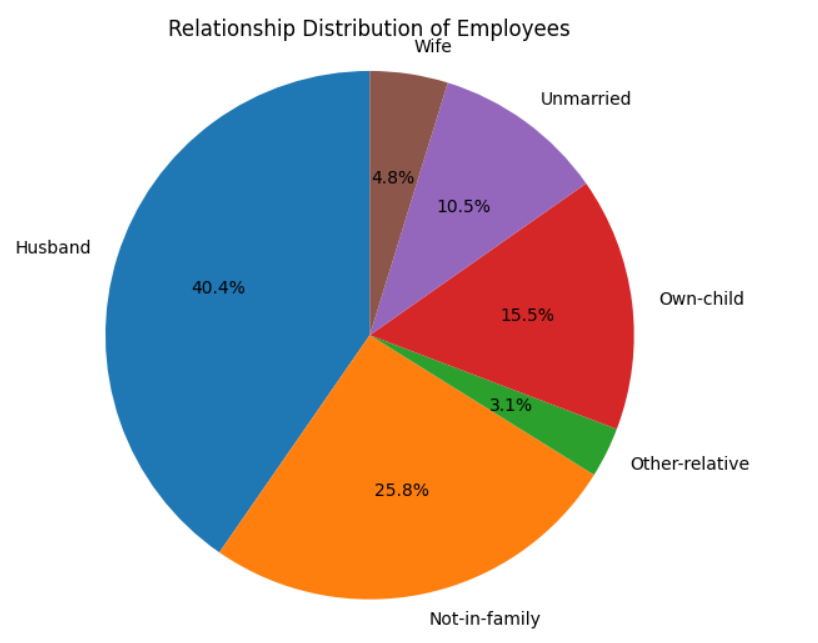 Relationship Distribution of Employees
Wife
Unmarried
4.8%
10.5%
Husband
40.4%
Own-child
15.5%
3.1%
Other-relative
25.8%
Not-in-family